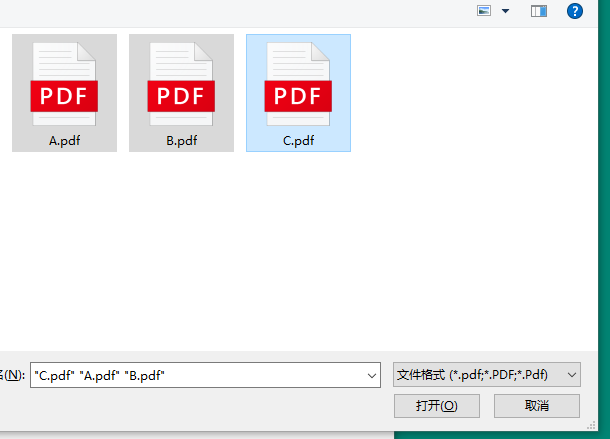 PDF PDF PDF
A.pdf B.pdf C.pdf
名(N): "C.pdf" "A.pdf" "B.pdf" 文件格式 (*.pdf;*.PDF;*.Pdf)
打开(O) 取消